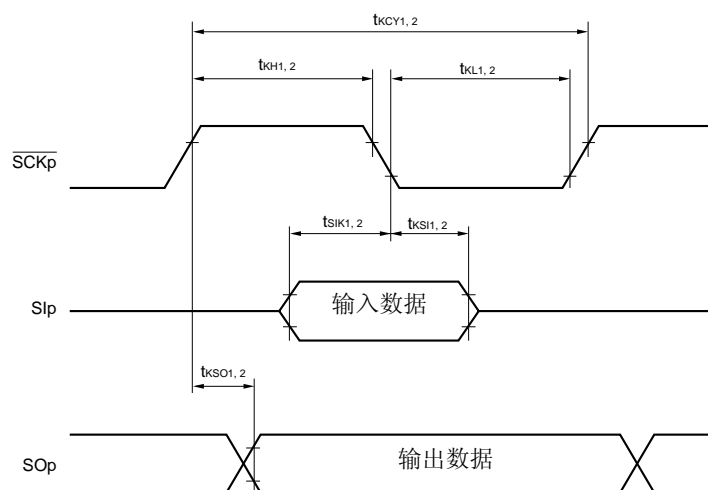 tKCY1, 2
tKH1, 2
tKL1, 2
SCKp
tSIK1, 2
tKSI1, 2
SIp
输入数据
tKSO1, 2
SOp
输出数据